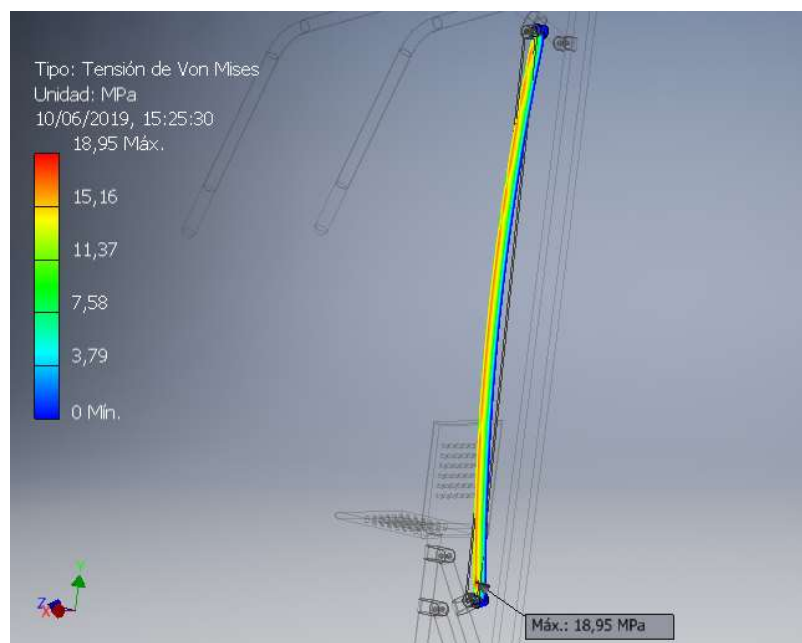 Tipo: Tensión de Von Mises
Unidad: MPa
10/06/2019, 15:25:30
18,95 Máx.
15,16
11,37
7,58
3,79
0 Mín.
Y
Z
X
Máx.: 18,95 MPa